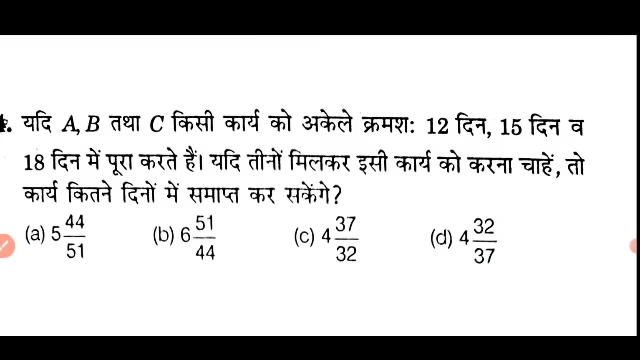 4. यदि A, B तथा C किसी कार्य को अकेले क्रमश: 12 दिन, 15 दिन व
18 दिन में पूरा करते हैं। यदि तीनों मिलकर इसी कार्य को करना चाहें, तो
कार्य कितने दिनों में समाप्त कर सकेंगे?
(a) 5 44/51 (b) 6 51/44 (c) 4 37/32 (d) 4 32/37